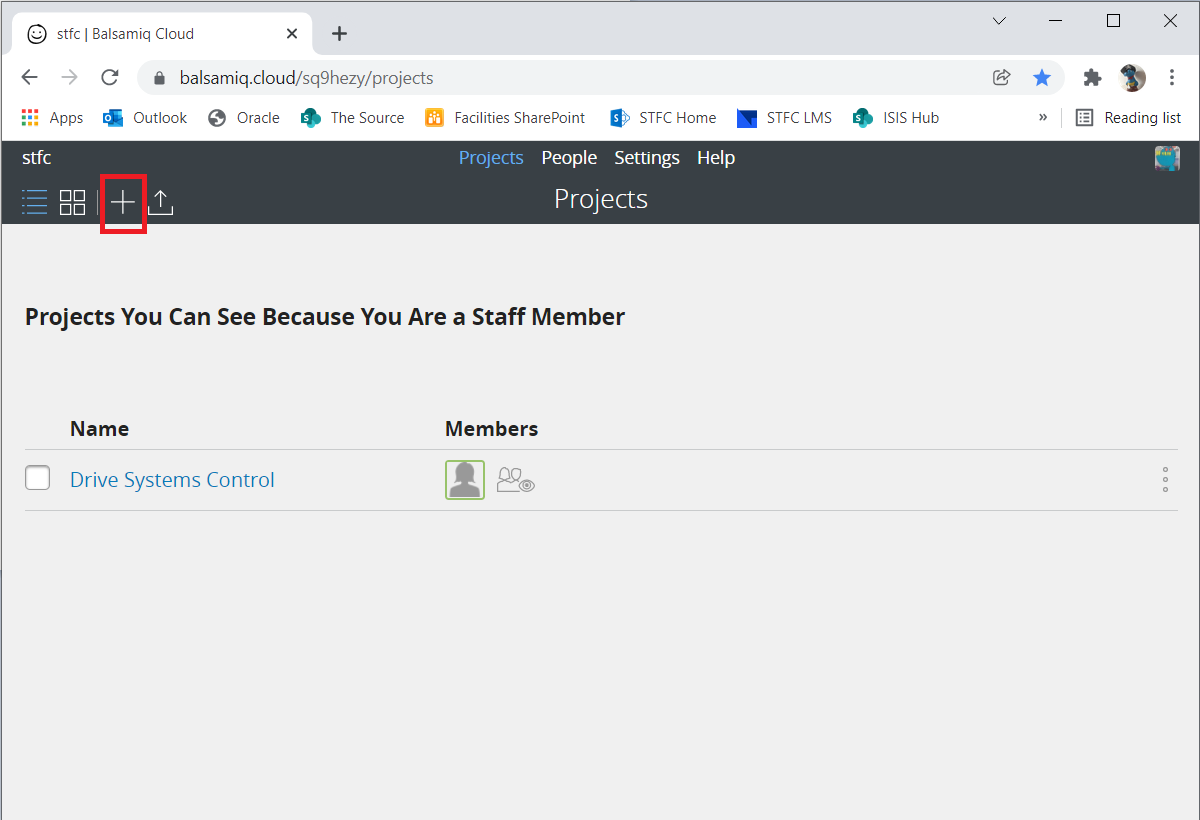 stfc | Balsamiq Cloud
balsamiq.cloud/sq9hezy/projects
Apps Outlook Oracle The Source Facilities SharePoint STFC Home STFC LMS ISIS Hub » Reading list
stfc Projects People Settings Help
Projects
Projects You Can See Because You Are a Staff Member
Name Members
Drive Systems Control